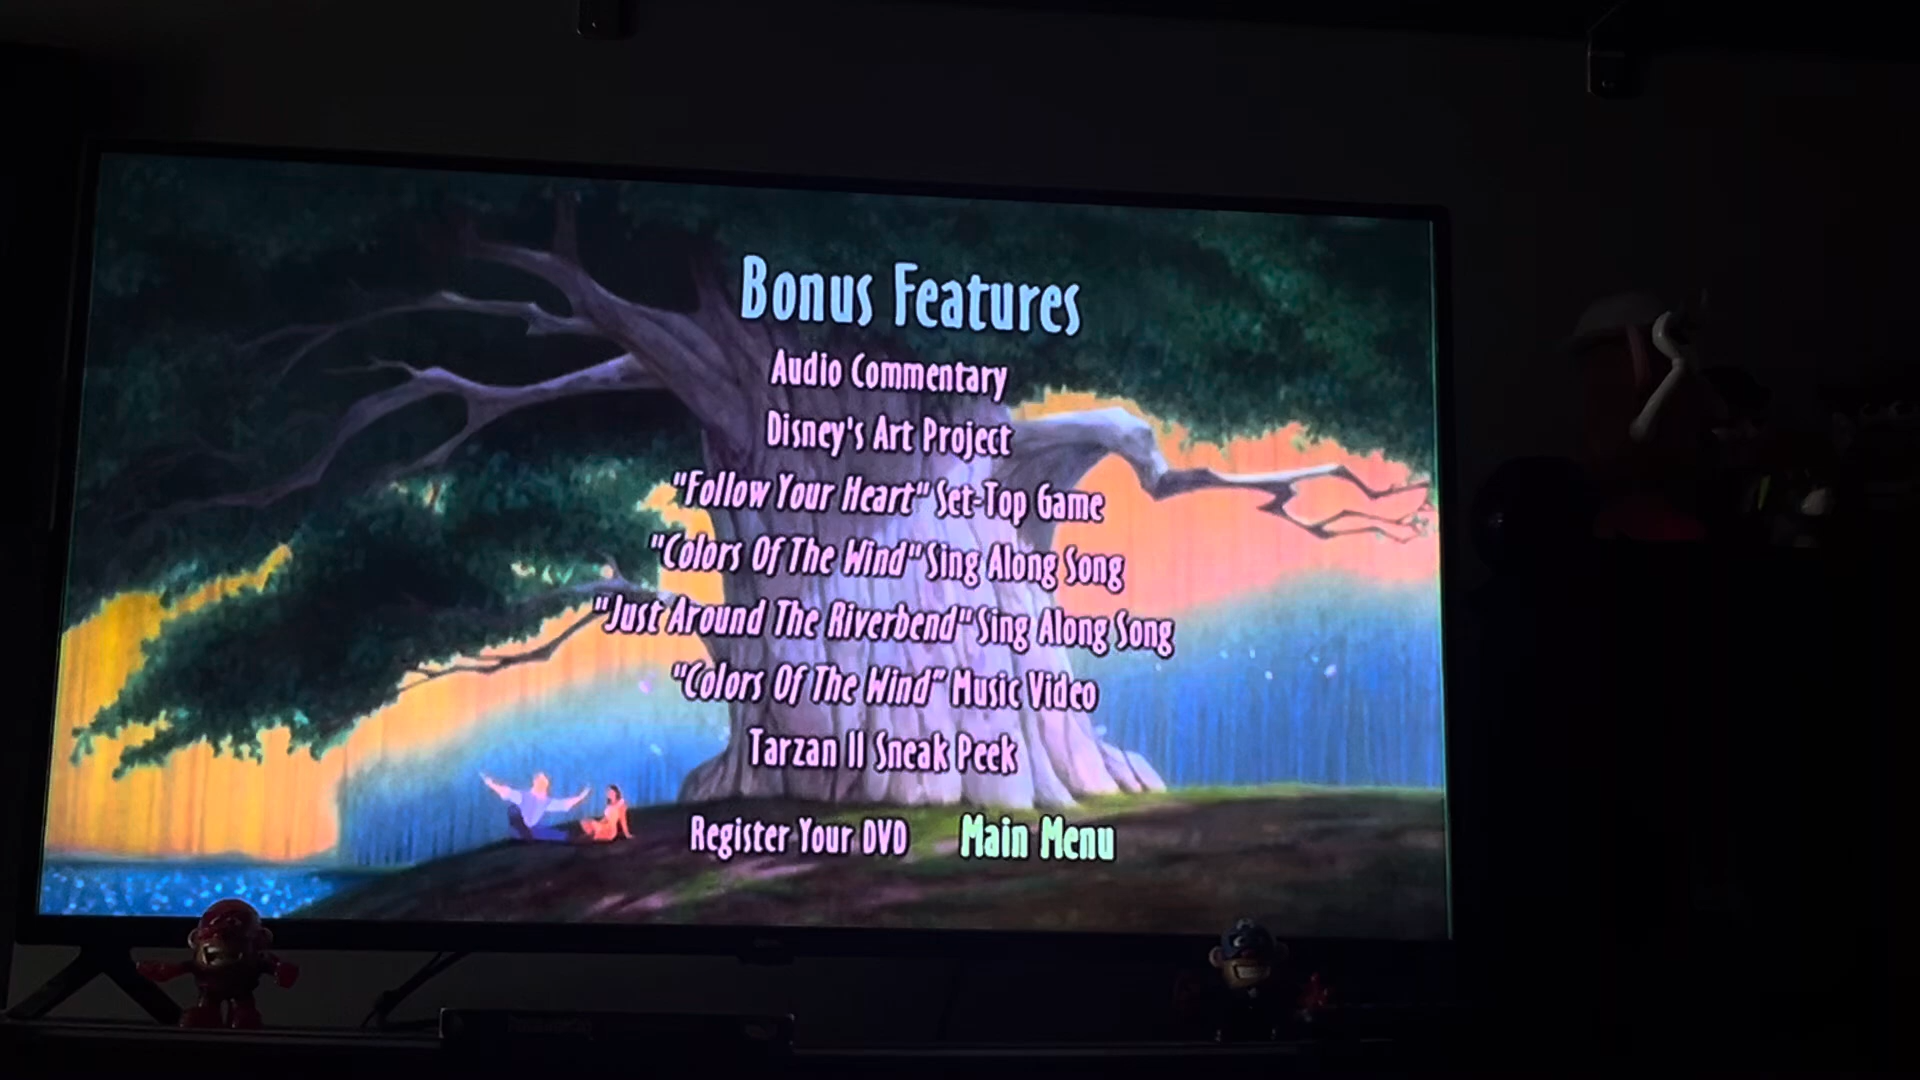 Bonus Features
Audio Commentary
Disney's Art Project
"Follow Your Heart" Set-Top Game
"Colors Of The Wind" Sing Along Song
"Just Around The Riverbend" Sing Along Song
"Colors Of The Wind" Music Video
Tarzan II Sneak Peek
Register Your DVD Main Menu